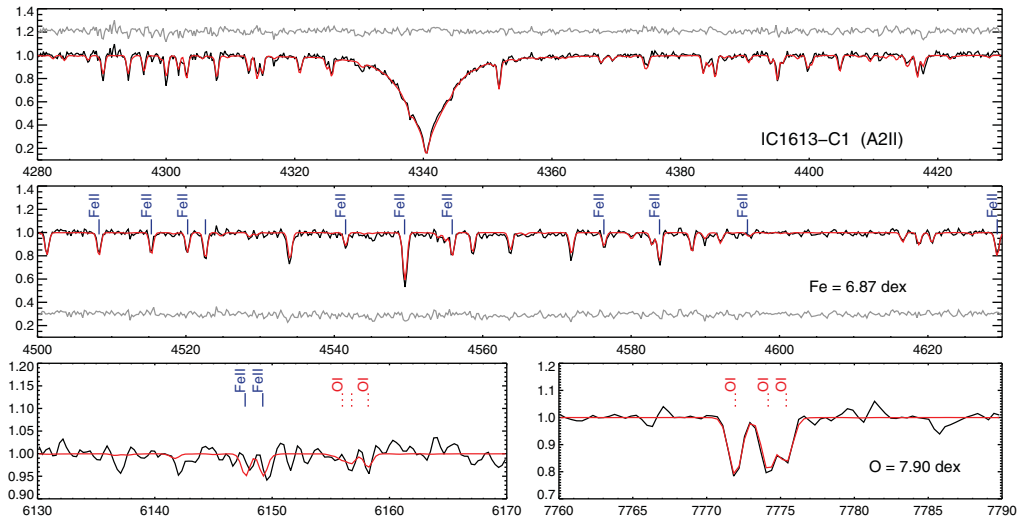 1.4
1.2
1.0
0.8
0.6
0.4
0.2
IC1613−C1 (A2II)
4280 4300 4320 4340 4360 4380 4400 4420
1.4
1.2
1.0
0.8
0.6
0.4
0.2
FeII FeII FeII FeII FeII FeII FeII FeII FeII FeII
Fe = 6.87 dex
4500 4520 4540 4560 4580 4600 4620
1.20
1.15
1.10
1.05
1.00
0.95
0.90
FeII FeII OI OI
6130 6140 6150 6160 6170
1.2
1.1
1.0
0.9
0.8
0.7
OI OI OI
O = 7.90 dex
7760 7765 7770 7775 7780 7785 7790